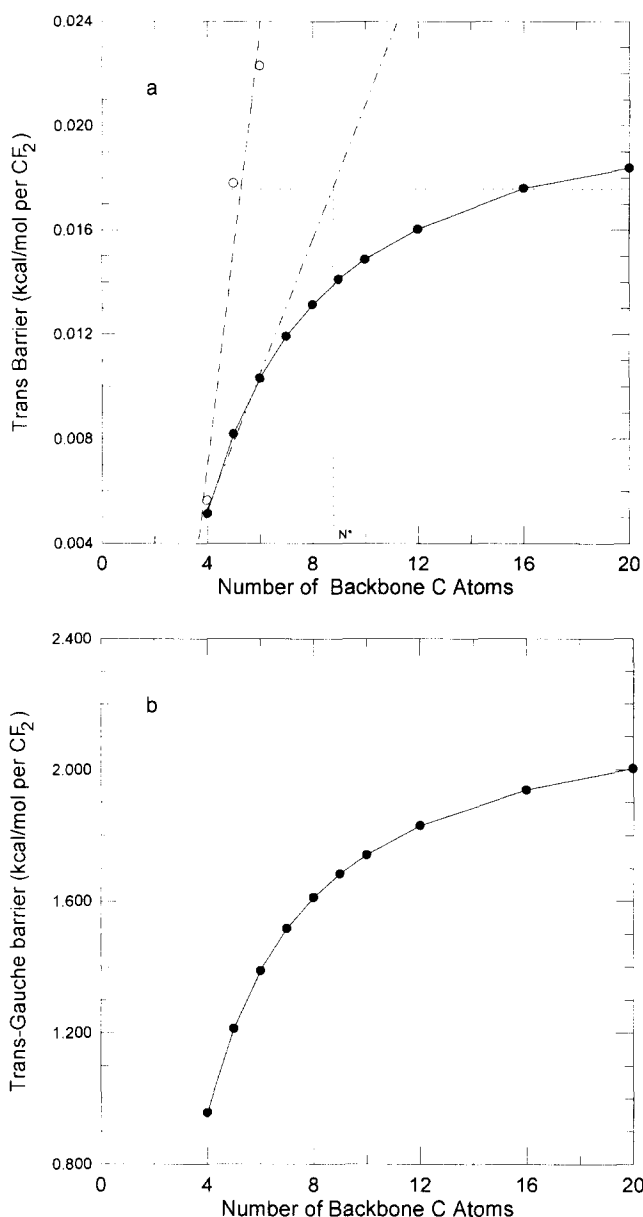 0.024
a
0.020
0.016
0.012
0.008
0.004
N*
0 4 8 12 16 20
Number of Backbone C Atoms
Trans Barrier (kcal/mol per CF2)
2.400
b
2.000
1.600
1.200
0.800
0 4 8 12 16 20
Number of Backbone C Atoms
Trans-Gauche barrier (kcal/mol per CF2)